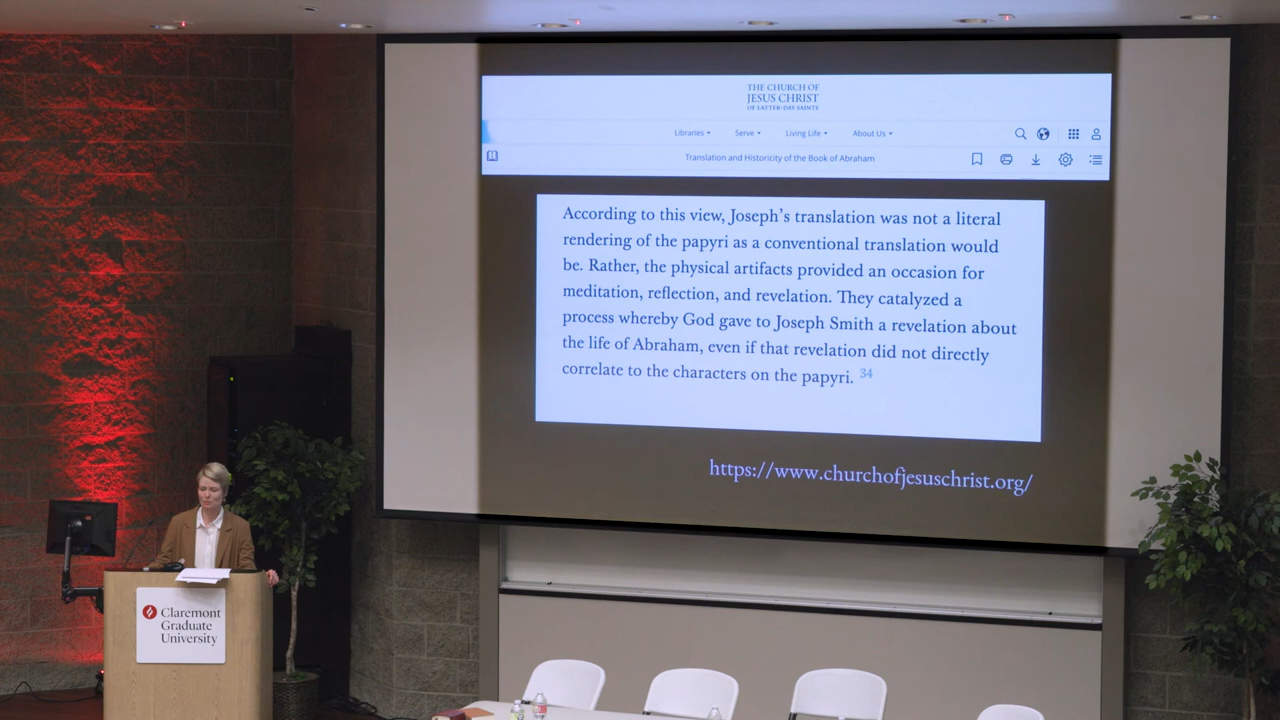 THE CHURCH OF
JESUS CHRIST
OF LATTER-DAY SAINTS
Libraries Serve Living Life About Us
Translation and Historicity of the Book of Abraham
According to this view, Joseph's translation was not a literal
rendering of the papyri as a conventional translation would
be. Rather, the physical artifacts provided an occasion for
meditation, reflection, and revelation. They catalyzed a
process whereby God gave to Joseph Smith a revelation about
the life of Abraham, even if that revelation did not directly
correlate to the characters on the papyri. 34
https://www.churchofjesuschrist.org/
Claremont
Graduate
University